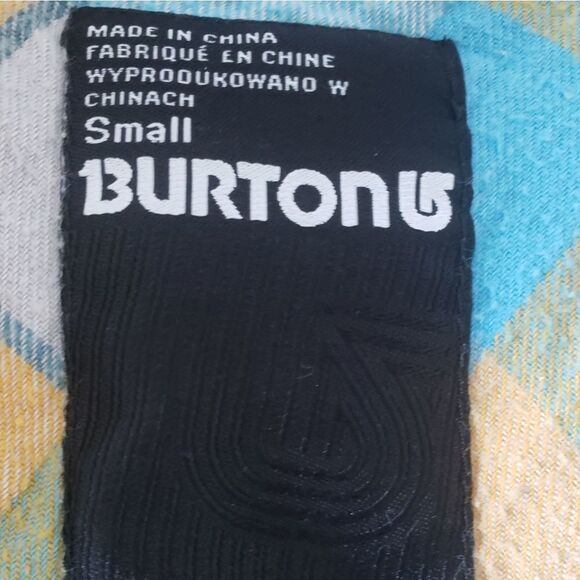 MADE IN CHINA
FABRIQUÉ EN CHINE
WYPRODUKOWANO W
CHINACH
Small
BURTON